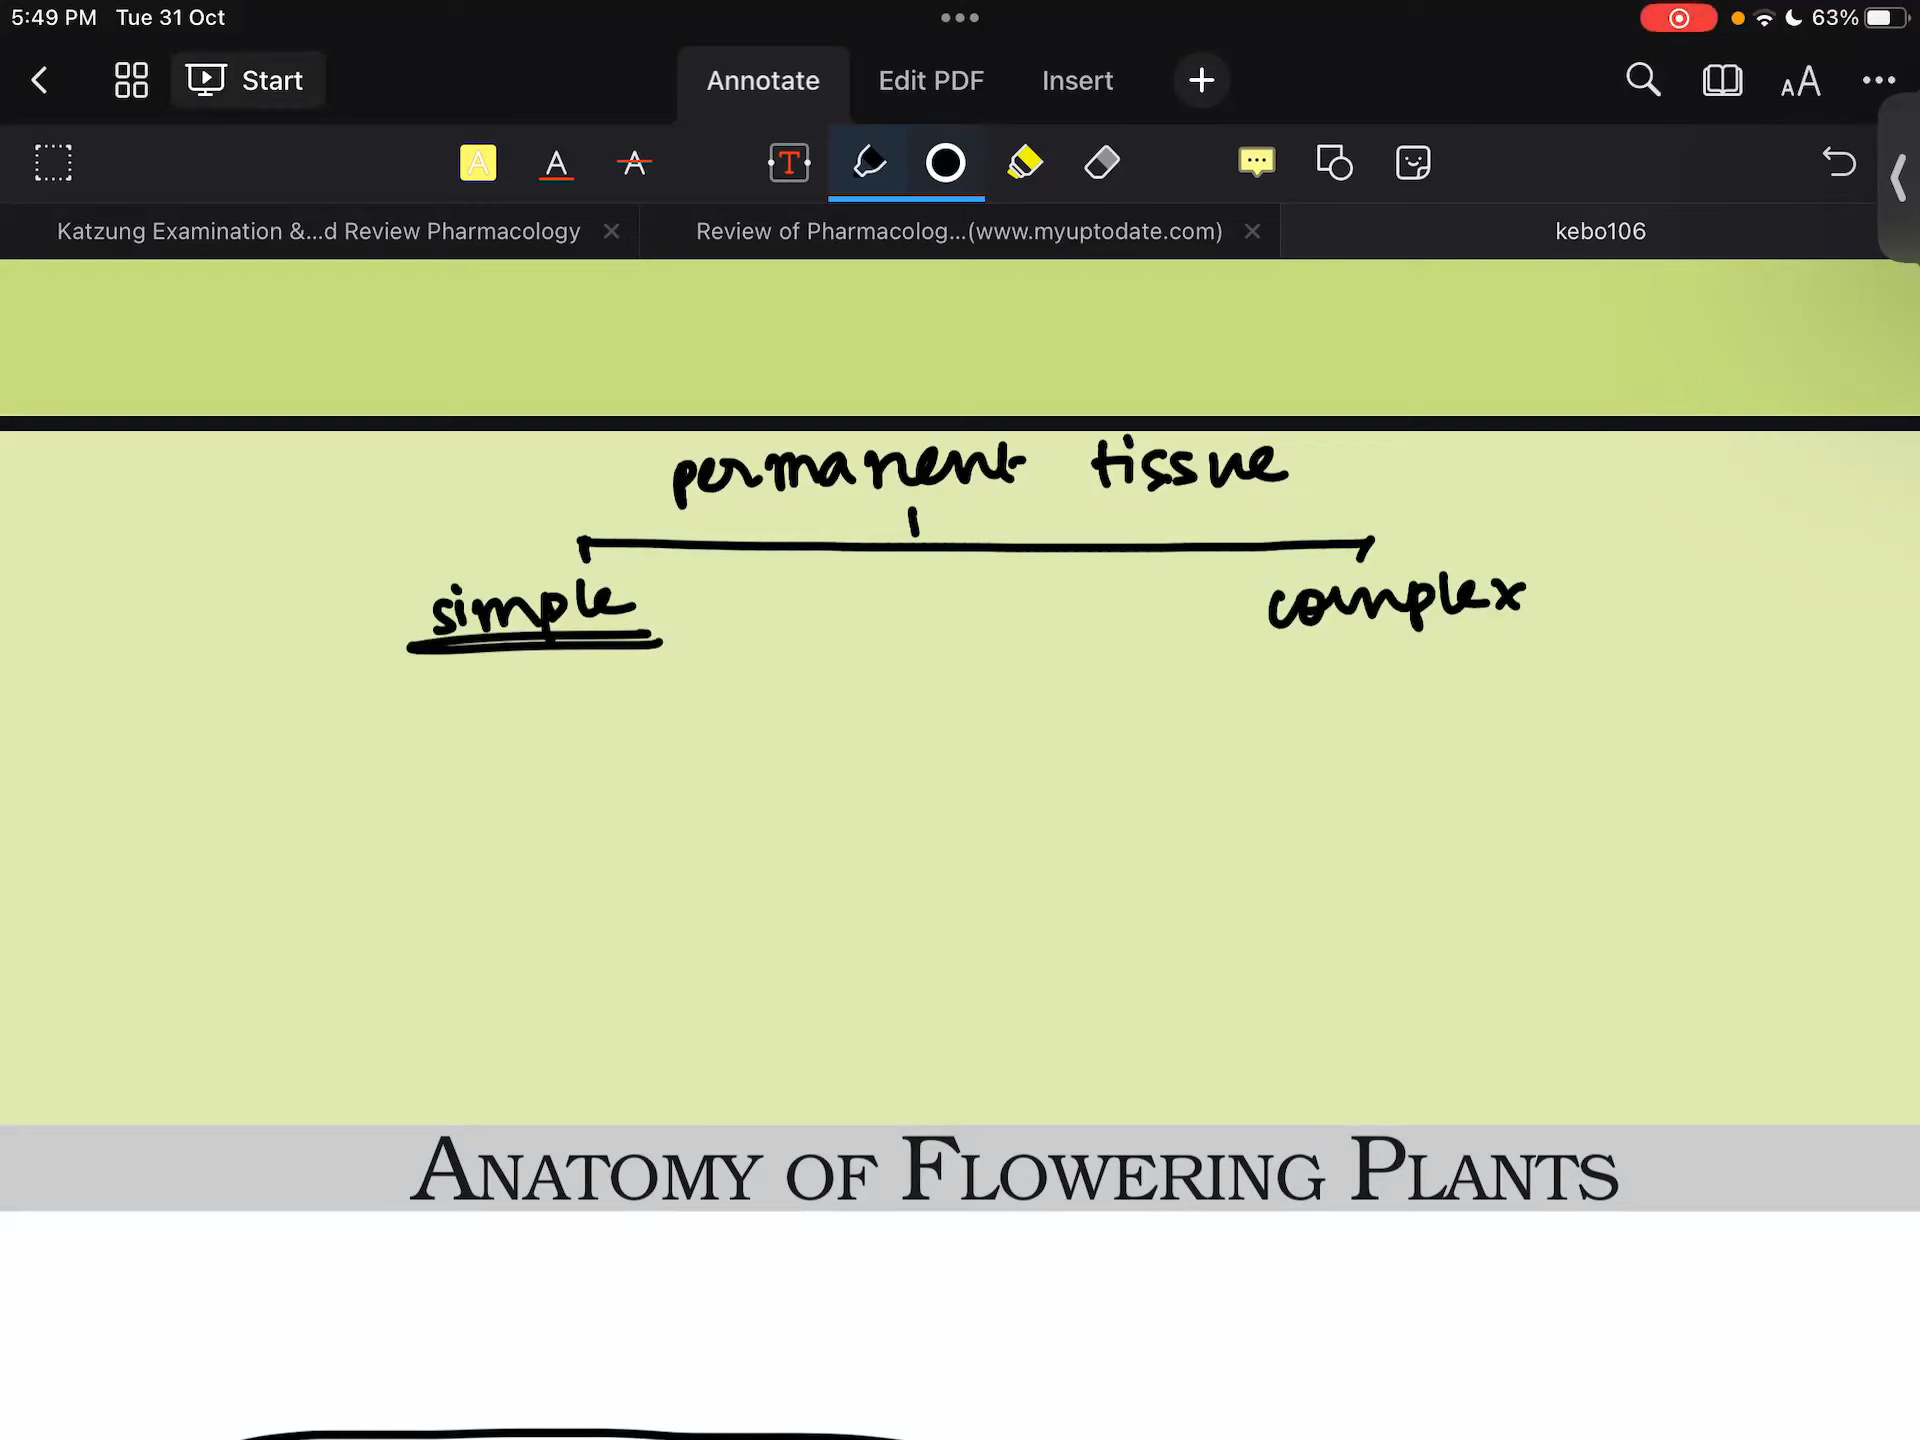 5:49 PM Tue 31 Oct 63%
Start Annotate Edit PDF Insert AA
A A A T
Katzung Examination &...d Review Pharmacology Review of Pharmacolog...(www.myuptodate.com) kebo106
permanent tissue
simple complex
ANATOMY OF FLOWERING PLANTS